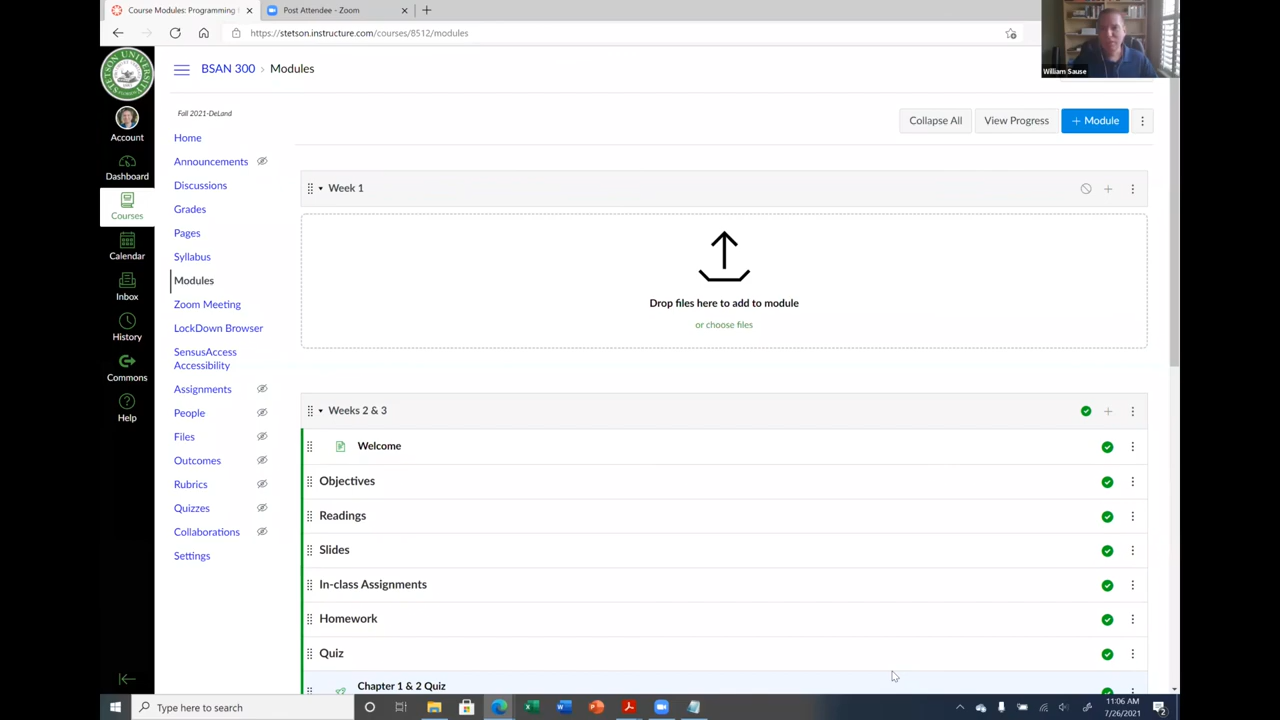 Course Modules: Programming
Post Attendee - Zoom
https://stetson.instructure.com/courses/8512/modules
William Sause
STETSON UNIVERSITY
BSAN 300 › Modules
Fall 2021-DeLand
Collapse All
View Progress
+ Module
Account
Dashboard
Courses
Calendar
Inbox
History
Commons
Help
Home
Announcements
Discussions
Grades
Pages
Syllabus
Modules
Zoom Meeting
LockDown Browser
SensusAccess
Accessibility
Assignments
People
Files
Outcomes
Rubrics
Quizzes
Collaborations
Settings
Week 1
Drop files here to add to module
or choose files
Weeks 2 & 3
Welcome
Objectives
Readings
Slides
In-class Assignments
Homework
Quiz
Chapter 1 & 2 Quiz
Type here to search
11:06 AM
7/26/2021
2